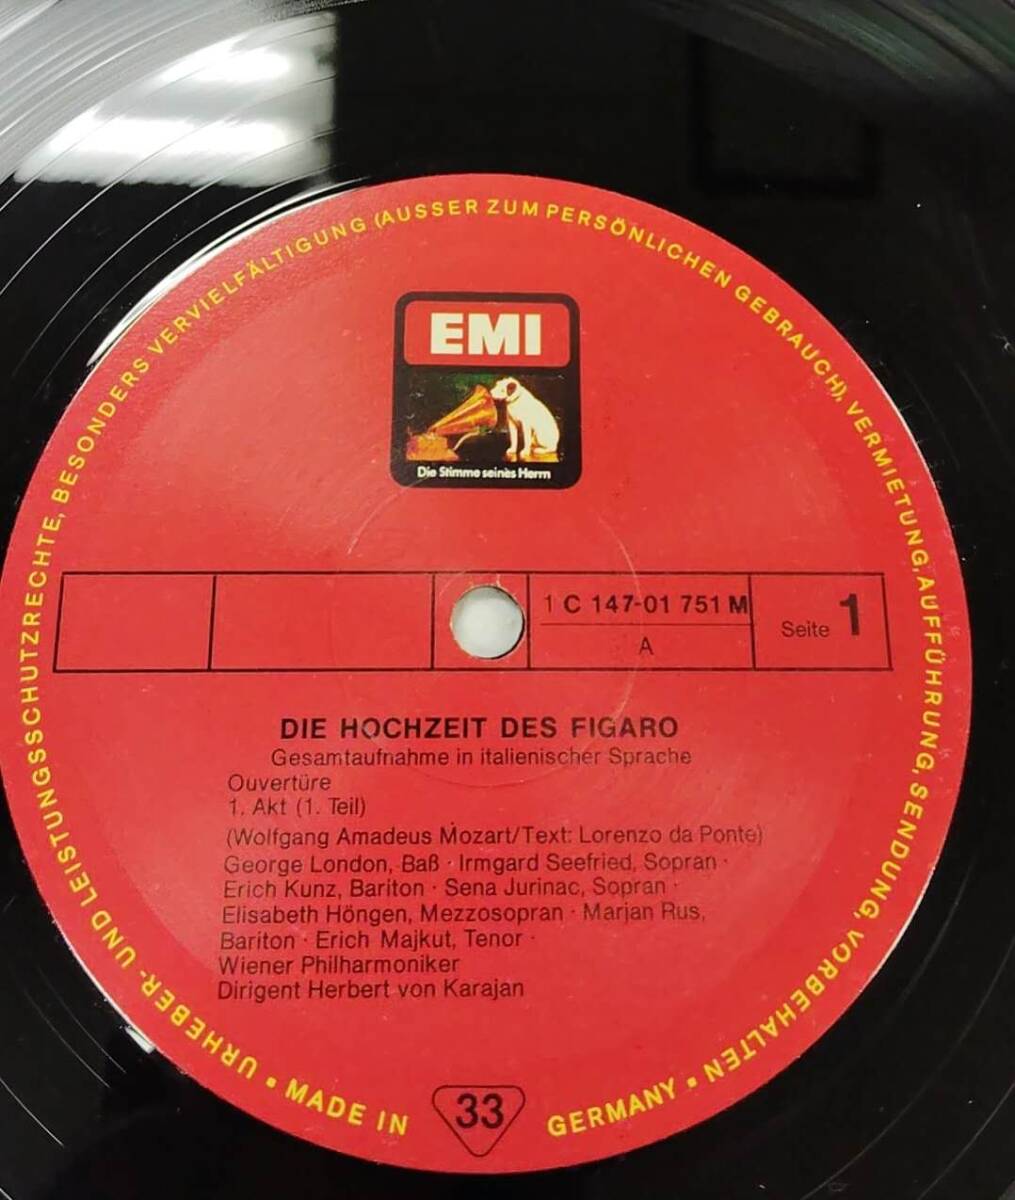 URHEBER- UND LEISTUNGSSCHUTZRECHTE, BESONDERS VERVIELFÄLTIGUNG (AUSSER ZUM PERSÖNLICHEN GEBRAUCH), VERMIETUNG, AUFFÜHRUNG, SENDUNG, VORBEHALTEN
EMI
Die Stimme seines Herrn
1 C 147-01 751 M
A
Seite 1
DIE HOCHZEIT DES FIGARO
Gesamtaufnahme in italienischer Sprache
Ouvertüre
1. Akt (1. Teil)
(Wolfgang Amadeus Mozart/Text: Lorenzo da Ponte)
George London, Baß · Irmgard Seefried, Sopran ·
Erich Kunz, Bariton · Sena Jurinac, Sopran ·
Elisabeth Höngen, Mezzosopran · Marjan Rus,
Bariton · Erich Majkut, Tenor ·
Wiener Philharmoniker
Dirigent Herbert von Karajan
▪ MADE IN 33 GERMANY ▪